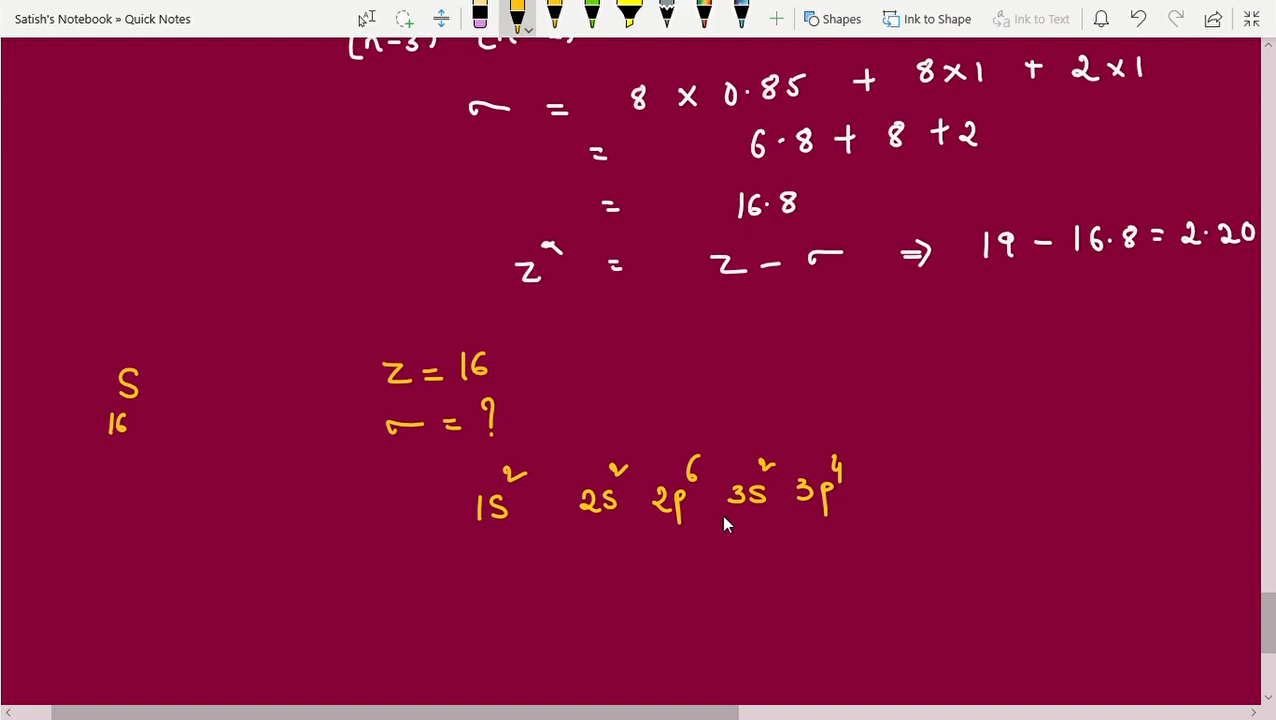 Satish's Notebook » Quick Notes
Shapes
Ink to Shape
Ink to Text
(n-3)
σ = 8 × 0.85 + 8×1 + 2×1
= 6.8 + 8 + 2
= 16.8
z* = z - σ ⇒ 19 - 16.8 = 2.20
S z = 16
16 σ = ?
1s² 2s² 2p⁶ 3s² 3p⁴